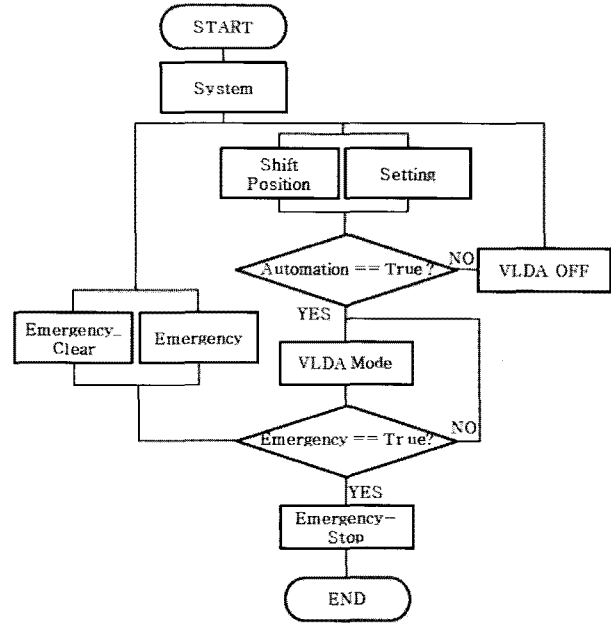 START
System
Shift
Position
Setting
Automation == True?
NO
VLDA OFF
YES
Emergency_
Clear
Emergency
VLDA Mode
Emergency == True?
NO
YES
Emergency-
Stop
END